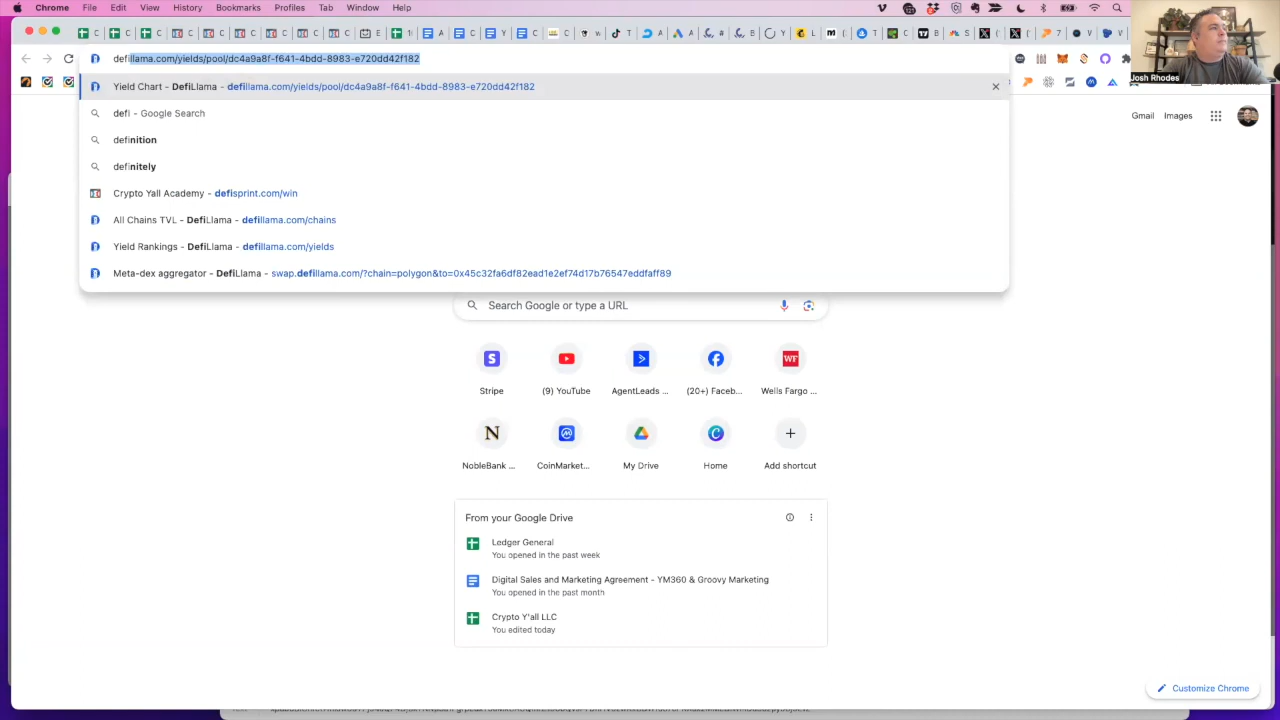 Chrome File Edit View History Bookmarks Profiles Tab Window Help
defillama.com/yields/pool/dc4a9a8f-f641-4bdd-8983-e720dd42f182
Josh Rhodes
Yield Chart - DefiLlama - defillama.com/yields/pool/dc4a9a8f-f641-4bdd-8983-e720dd42f182
defi - Google Search
Gmail Images
definition
definitely
Crypto Yall Academy - defisprint.com/win
All Chains TVL - DefiLlama - defillama.com/chains
Yield Rankings - DefiLlama - defillama.com/yields
Meta-dex aggregator - DefiLlama - swap.defillama.com/?chain=polygon&to=0x45c32fa6df82ead1e2ef74d17b76547eddfaff89
Search Google or type a URL
Stripe (9) YouTube AgentLeads ... (20+) Faceb... Wells Fargo ...
NobleBank ... CoinMarket... My Drive Home Add shortcut
From your Google Drive
Ledger General
You opened in the past week
Digital Sales and Marketing Agreement - YM360 & Groovy Marketing
You opened in the past month
Crypto Y'all LLC
You edited today
Customize Chrome